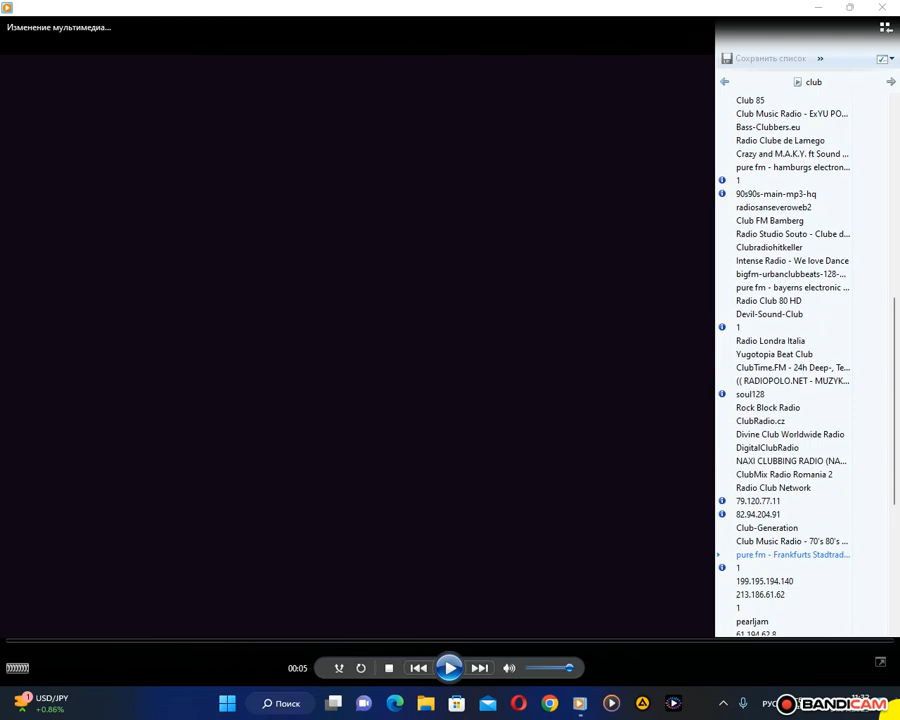 Изменение мультимедиа...
Сохранить список »
club
Club 85
Club Music Radio - ExYU PO...
Bass-Clubbers.eu
Radio Clube de Lamego
Crazy and M.A.K.Y. ft Sound ...
pure fm - hamburgs electron...
1
90s90s-main-mp3-hq
radiosanseveroweb2
Club FM Bamberg
Radio Studio Souto - Clube d...
Clubradiohitkeller
Intense Radio - We love Dance
bigfm-urbanclubbeats-128-...
pure fm - bayerns electronic ...
Radio Club 80 HD
Devil-Sound-Club
1
Radio Londra Italia
Yugotopia Beat Club
ClubTime.FM - 24h Deep-, Te...
(( RADIOPOLO.NET - MUZYK...
soul128
Rock Block Radio
ClubRadio.cz
Divine Club Worldwide Radio
DigitalClubRadio
NAXI CLUBBING RADIO (NA...
ClubMix Radio Romania 2
Radio Club Network
79.120.77.11
82.94.204.91
Club-Generation
Club Music Radio - 70's 80's ...
pure fm - Frankfurts Stadtrad...
1
199.195.194.140
213.186.61.62
1
pearljam
61.194.62.8
00:05
1
USD/JPY
+0.86%
Поиск
РУС
BANDICAM